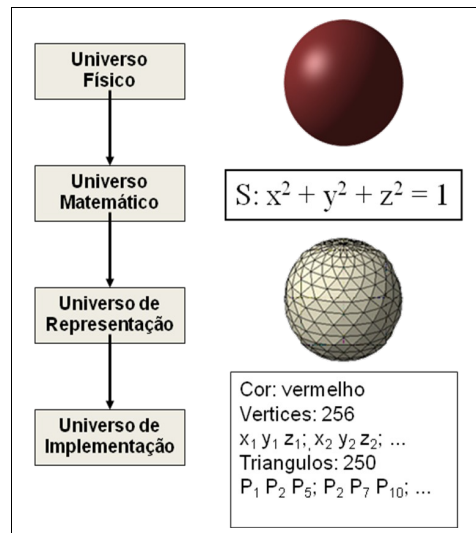 Universo
Físico
Universo
Matemático
S: x² + y² + z² = 1
Universo de
Representação
Universo de
Implementação
Cor: vermelho
Vertices: 256
x₁ y₁ z₁; x₂ y₂ z₂; ...
Triangulos: 250
P₁ P₂ P₅; P₂ P₇ P₁₀; ...